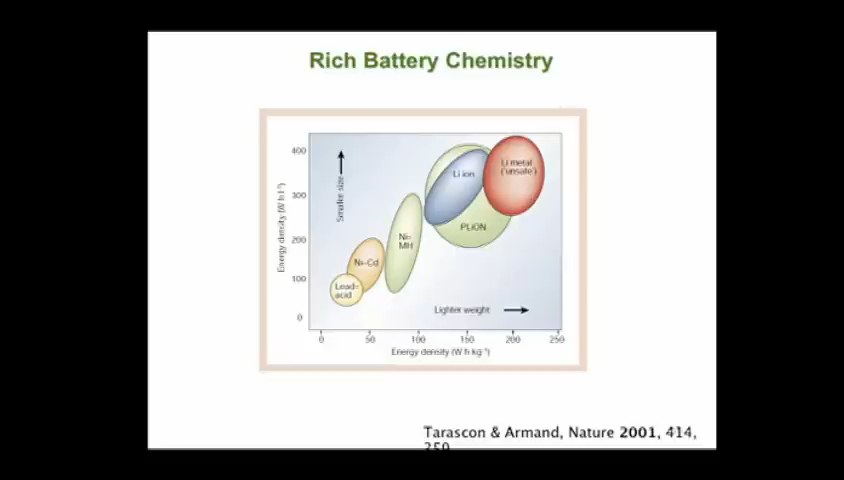 Rich Battery Chemistry
400
300
200
100
0
Energy density (W h l⁻¹)
Smaller size
Li ion
Li metal
('unsafe')
PLiON
Ni–
MH
Ni–Cd
Lead–
acid
Lighter weight
0 50 100 150 200 250
Energy density (W h kg⁻¹)
Tarascon & Armand, Nature 2001, 414,
359